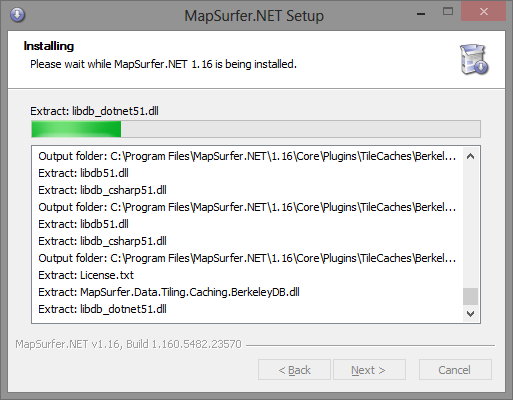 MapSurfer.NET Setup
Installing
Please wait while MapSurfer.NET 1.16 is being installed.
Extract: libdb_dotnet51.dll
Output folder: C:\Program Files\MapSurfer.NET\1.16\Core\Plugins\TileCaches\Berkel...
Extract: libdb51.dll
Extract: libdb_csharp51.dll
Output folder: C:\Program Files\MapSurfer.NET\1.16\Core\Plugins\TileCaches\Berkel...
Extract: libdb51.dll
Extract: libdb_csharp51.dll
Output folder: C:\Program Files\MapSurfer.NET\1.16\Core\Plugins\TileCaches\Berkel...
Extract: License.txt
Extract: MapSurfer.Data.Tiling.Caching.BerkeleyDB.dll
Extract: libdb_dotnet51.dll
MapSurfer.NET v1.16, Build 1.160.5482.23570
< Back Next > Cancel